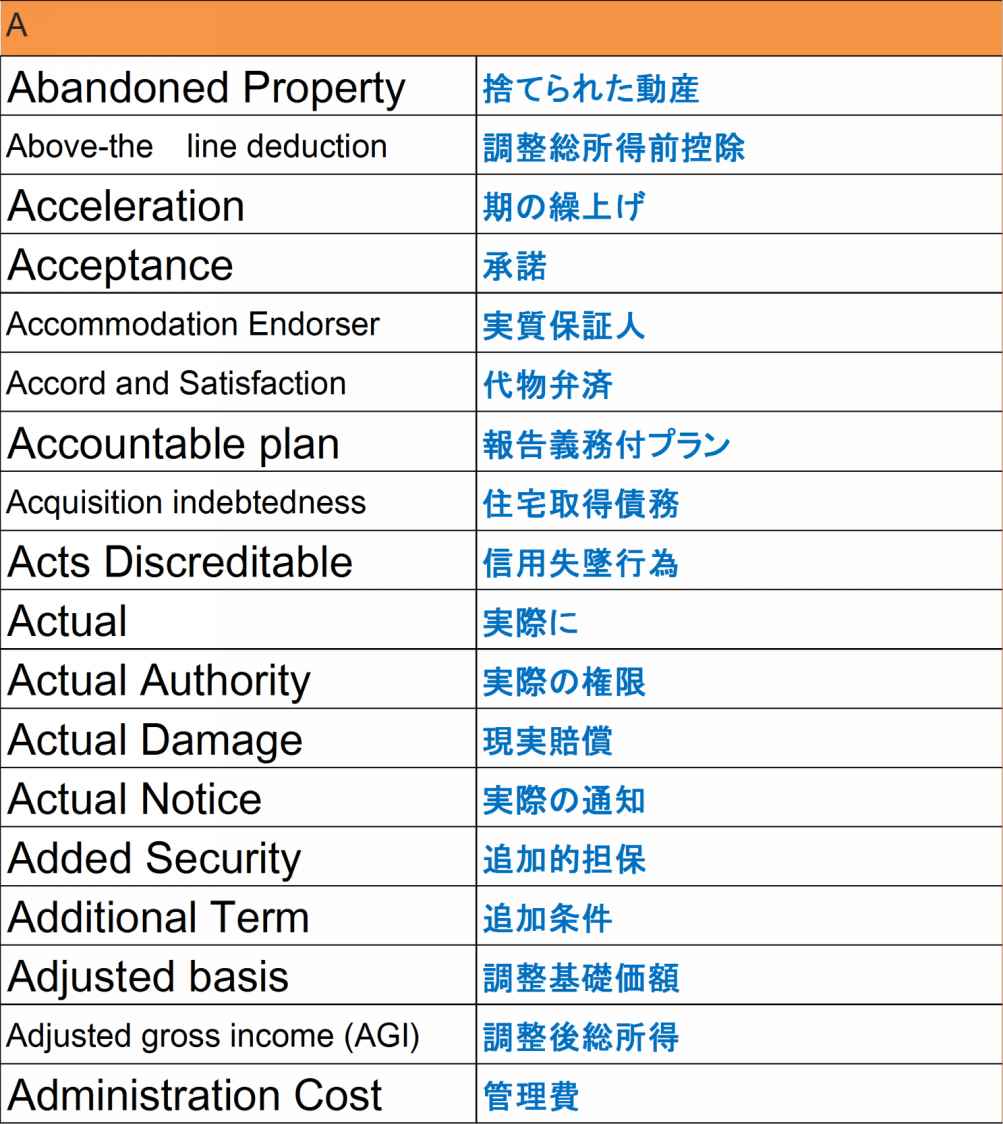 A
Abandoned Property 捨てられた動産
Above-the　line deduction 調整総所得前控除
Acceleration 期の繰上げ
Acceptance 承諾
Accommodation Endorser 実質保証人
Accord and Satisfaction 代物弁済
Accountable plan 報告義務付プラン
Acquisition indebtedness 住宅取得債務
Acts Discreditable 信用失墜行為
Actual 実際に
Actual Authority 実際の権限
Actual Damage 現実賠償
Actual Notice 実際の通知
Added Security 追加的担保
Additional Term 追加条件
Adjusted basis 調整基礎価額
Adjusted gross income (AGI) 調整後総所得
Administration Cost 管理費